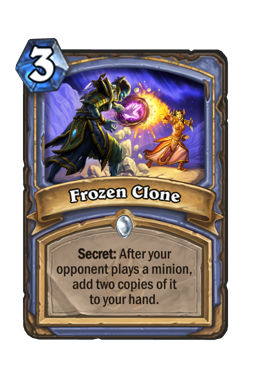 3
Frozen Clone
Secret: After your
opponent plays a minion,
add two copies of it
to your hand.